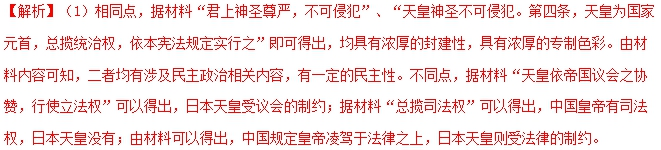 【解析】（1）相同点，据材料“君上神圣尊严，不可侵犯”、“天皇神圣不可侵犯。第四条，天皇为国家
元首，总揽统治权，依本宪法规定实行之”即可得出，均具有浓厚的封建性，具有浓厚的专制色彩。由材
料内容可知，二者均有涉及民主政治相关内容，有一定的民主性。不同点，据材料“天皇依帝国议会之协
赞，行使立法权”可以得出，日本天皇受议会的制约；据材料“总揽司法权”可以得出，中国皇帝有司法
权，日本天皇没有；由材料可以得出，中国规定皇帝凌驾于法律之上，日本天皇则受法律的制约。